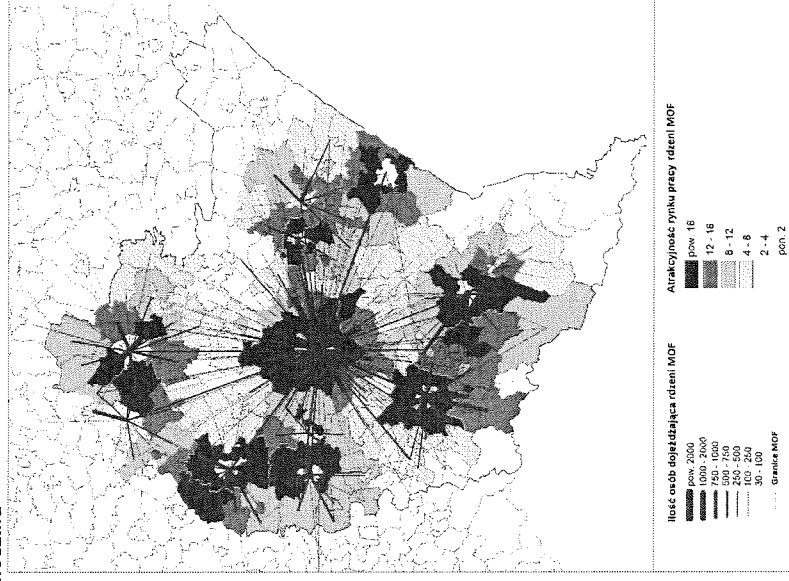 Ilość osób dojeżdżająca rdzeni MOF
pow. 2000
1000 - 2000
750 - 1000
500 - 750
250 - 500
100 - 250
30 - 100
Granice MOF
Atrakcyjność rynku pracy rdzeni MOF
pow. 16
12 - 16
8 - 12
4 - 8
2 - 4
pon. 2